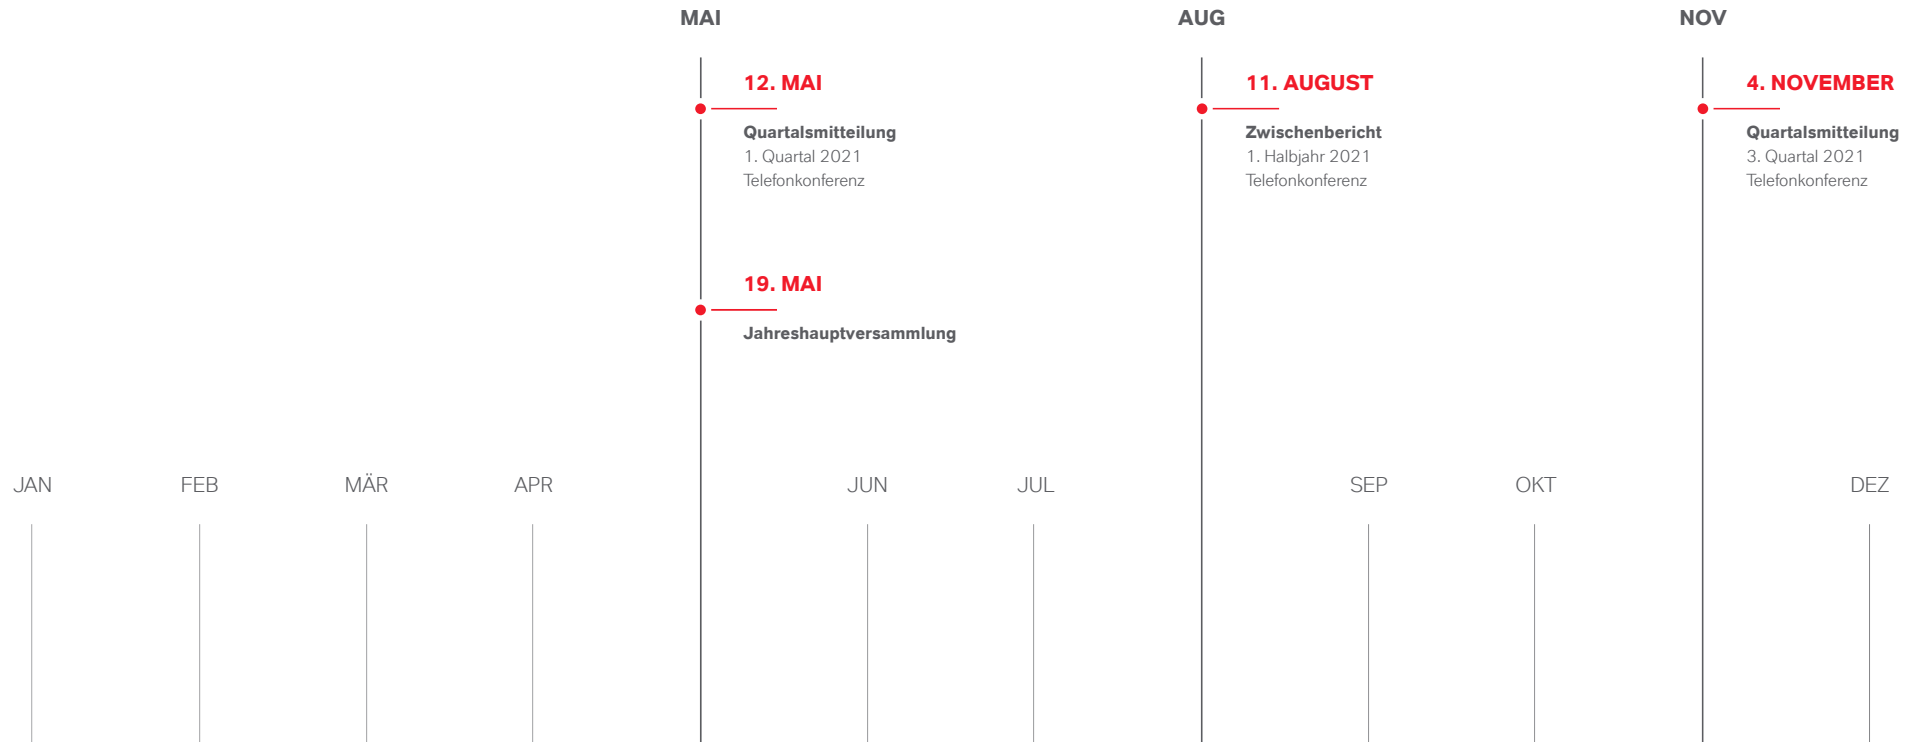 MAI
AUG
NOV
12. MAI
Quartalsmitteilung
1. Quartal 2021
Telefonkonferenz
11. AUGUST
Zwischenbericht
1. Halbjahr 2021
Telefonkonferenz
4. NOVEMBER
Quartalsmitteilung
3. Quartal 2021
Telefonkonferenz
19. MAI
Jahreshauptversammlung
JAN
FEB
MÄR
APR
JUN
JUL
SEP
OKT
DEZ